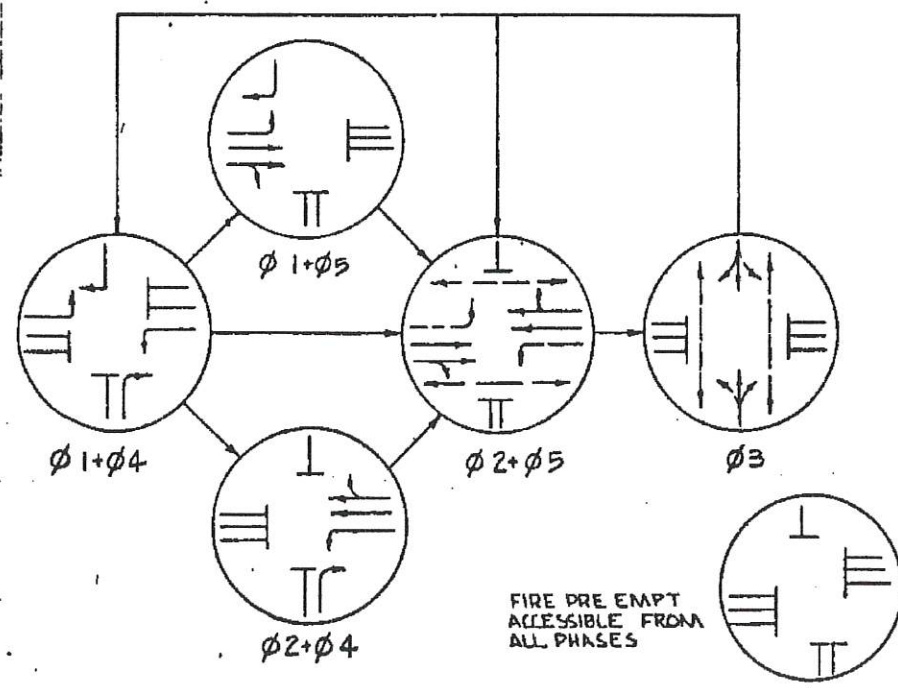 Ø 1+Ø5
Ø 1+Ø4
Ø 2+Ø5
Ø3
Ø2+Ø4
FIRE PRE EMPT
ACCESSIBLE FROM
ALL PHASES